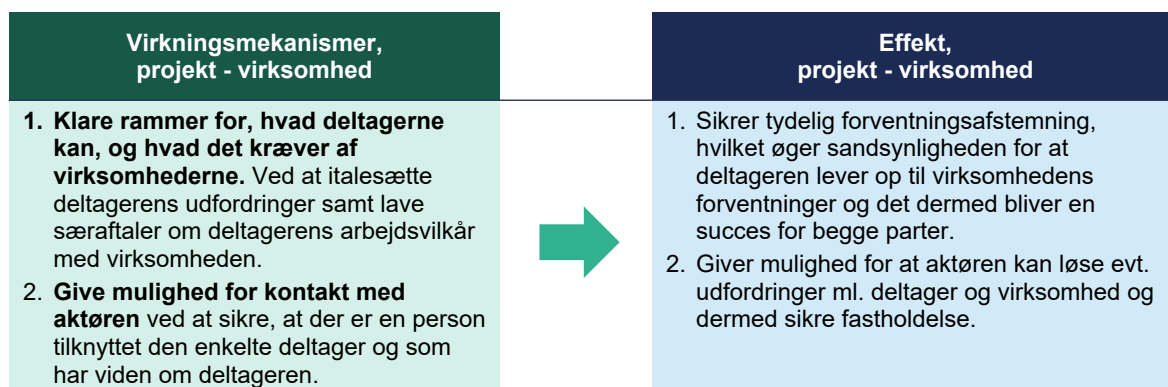 Virkningsmekanismer,
projekt - virksomhed
1. Klare rammer for, hvad deltagerne
kan, og hvad det kræver af
virksomhederne. Ved at italesætte
deltagerens udfordringer samt lave
særaftaler om deltagerens arbejdsvilkår
med virksomheden.
2. Give mulighed for kontakt med
aktøren ved at sikre, at der er en person
tilknyttet den enkelte deltager og som
har viden om deltageren.
Effekt,
projekt - virksomhed
1. Sikrer tydelig forventningsafstemning,
hvilket øger sandsynligheden for at
deltageren lever op til virksomhedens
forventninger og det dermed bliver en
succes for begge parter.
2. Giver mulighed for at aktøren kan løse evt.
udfordringer ml. deltager og virksomhed og
dermed sikre fastholdelse.